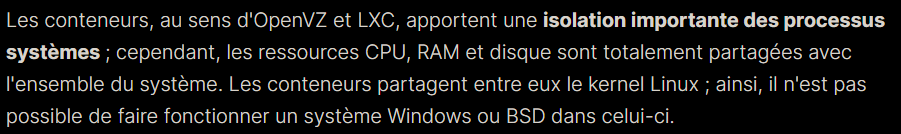 Les conteneurs, au sens d'OpenVZ et LXC, apportent une isolation importante des processus
systèmes ; cependant, les ressources CPU, RAM et disque sont totalement partagées avec
l'ensemble du système. Les conteneurs partagent entre eux le kernel Linux ; ainsi, il n'est pas
possible de faire fonctionner un système Windows ou BSD dans celui-ci.